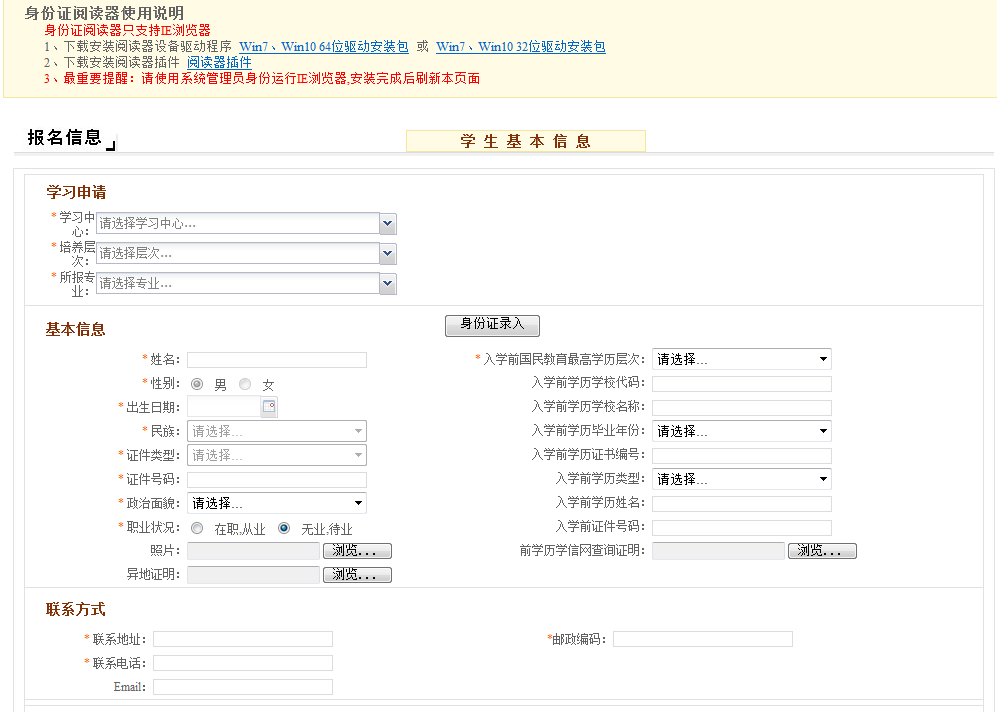 身份证阅读器使用说明
身份证阅读器只支持IE浏览器
1、下载安装阅读器设备驱动程序 Win7、Win10 64位驱动安装包 或 Win7、Win10 32位驱动安装包
2、下载安装阅读器插件 阅读器插件
3、最重要提醒：请使用系统管理员身份运行IE浏览器,安装完成后刷新本页面
报名信息
学生基本信息
学习申请
*学习中心： 请选择学习中心...
*培养层次： 请选择层次...
*所报专业： 请选择专业...
基本信息 身份证录入
*姓名： *入学前国民教育最高学历层次： 请选择...
*性别： 男 女 入学前学历学校代码：
*出生日期： 入学前学历学校名称：
*民族： 请选择... 入学前学历毕业年份： 请选择...
*证件类型： 请选择... 入学前学历证书编号：
*证件号码： 入学前学历类型： 请选择...
*政治面貌： 请选择... 入学前学历姓名：
*职业状况： 在职,从业 无业,待业 入学前证件号码：
照片： 浏览... 前学历学信网查询证明： 浏览...
异地证明： 浏览...
联系方式
*联系地址： *邮政编码：
*联系电话：
Email：